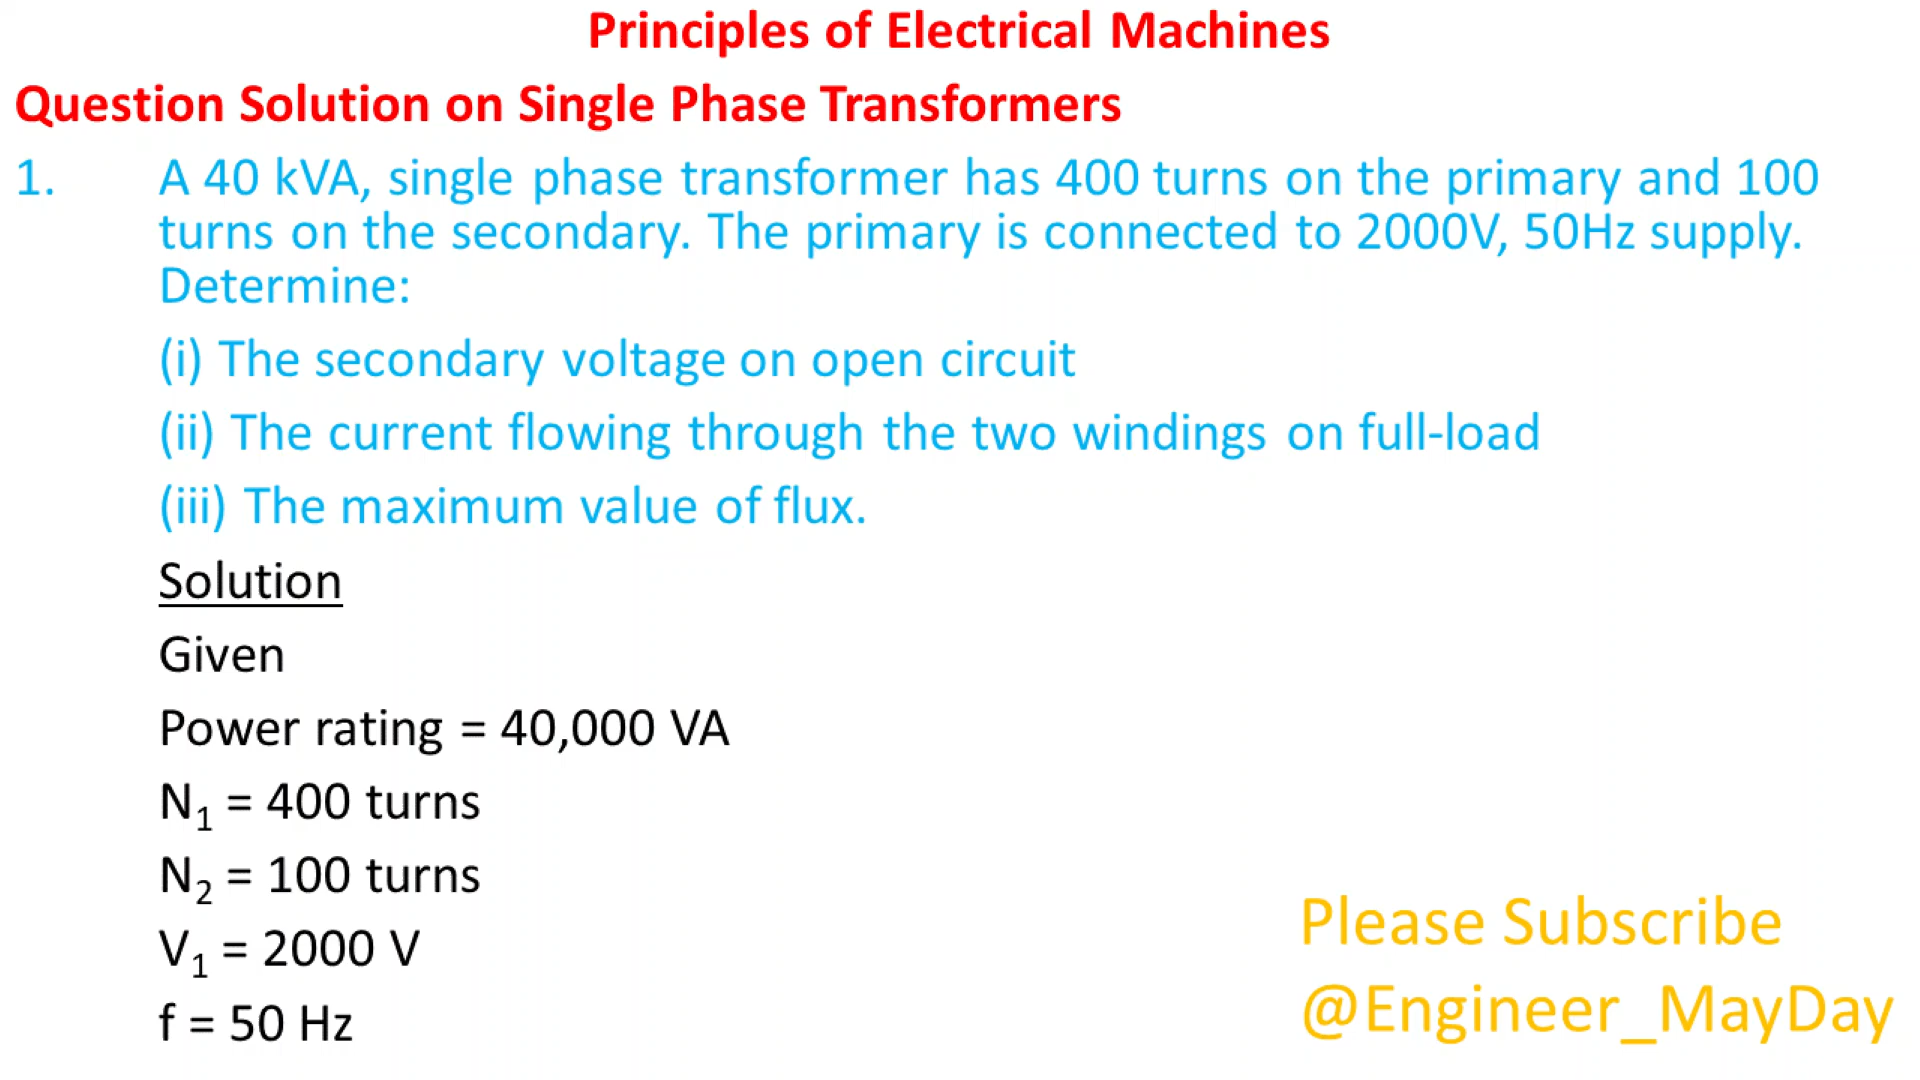 Principles of Electrical Machines
Question Solution on Single Phase Transformers
1. A 40 kVA, single phase transformer has 400 turns on the primary and 100
turns on the secondary. The primary is connected to 2000V, 50Hz supply.
Determine:
(i) The secondary voltage on open circuit
(ii) The current flowing through the two windings on full-load
(iii) The maximum value of flux.
Solution
Given
Power rating = 40,000 VA
N₁ = 400 turns
N₂ = 100 turns
V₁ = 2000 V
f = 50 Hz
Please Subscribe
@Engineer_MayDay